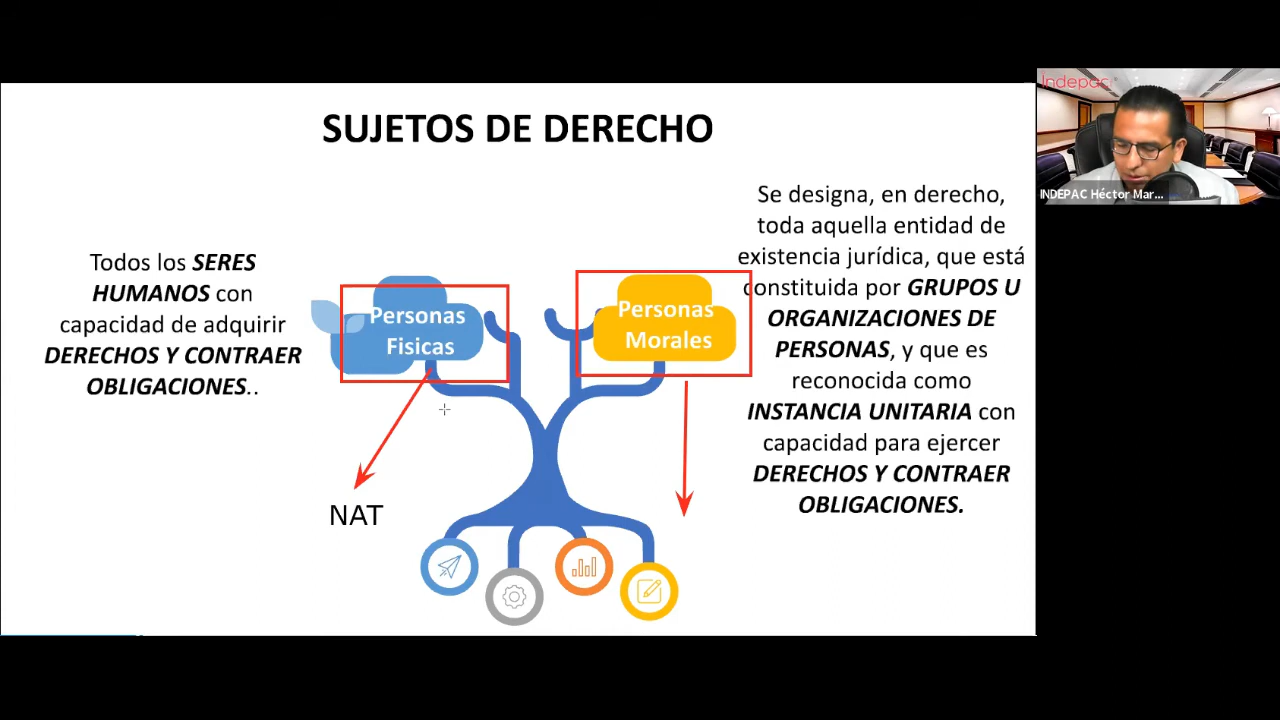 SUJETOS DE DERECHO
Todos los SERES
HUMANOS con
capacidad de adquirir
DERECHOS Y CONTRAER
OBLIGACIONES..
Personas
Fisicas
NAT
Personas
Morales
Se designa, en derecho,
toda aquella entidad de
existencia jurídica, que está
constituida por GRUPOS U
ORGANIZACIONES DE
PERSONAS, y que es
reconocida como
INSTANCIA UNITARIA con
capacidad para ejercer
DERECHOS Y CONTRAER
OBLIGACIONES.
Indepac
INDEPAC Héctor Mar...